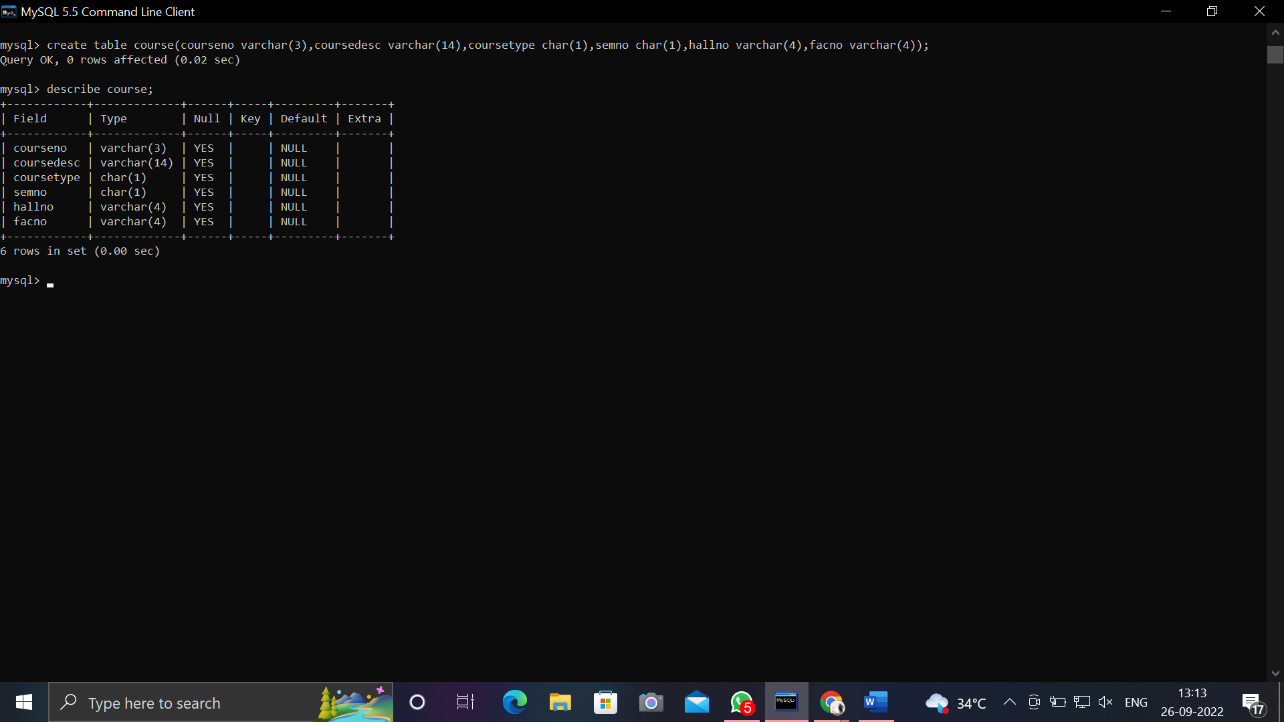 MySQL 5.5 Command Line Client
mysql> create table course(courseno varchar(3),coursedesc varchar(14),coursetype char(1),semno char(1),hallno varchar(4),facno varchar(4));
Query OK, 0 rows affected (0.02 sec)
mysql> describe course;
+------------+-------------+------+-----+---------+-------+
| Field      | Type        | Null | Key | Default | Extra |
+------------+-------------+------+-----+---------+-------+
| courseno   | varchar(3)  | YES  |     | NULL    |       |
| coursedesc | varchar(14) | YES  |     | NULL    |       |
| coursetype | char(1)     | YES  |     | NULL    |       |
| semno      | char(1)     | YES  |     | NULL    |       |
| hallno     | varchar(4)  | YES  |     | NULL    |       |
| facno      | varchar(4)  | YES  |     | NULL    |       |
+------------+-------------+------+-----+---------+-------+
6 rows in set (0.00 sec)
mysql>
Type here to search
5
MySQL
W
34°C
ENG
13:13
26-09-2022
17